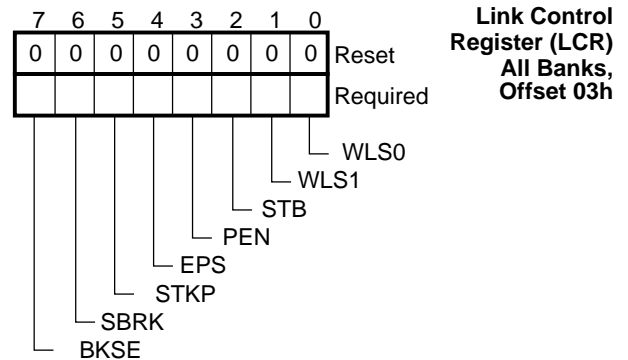 7 6 5 4 3 2 1 0
0 0 0 0 0 0 0 0 Reset
Required
WLS0
WLS1
STB
PEN
EPS
STKP
SBRK
BKSE
Link Control
Register (LCR)
All Banks,
Offset 03h